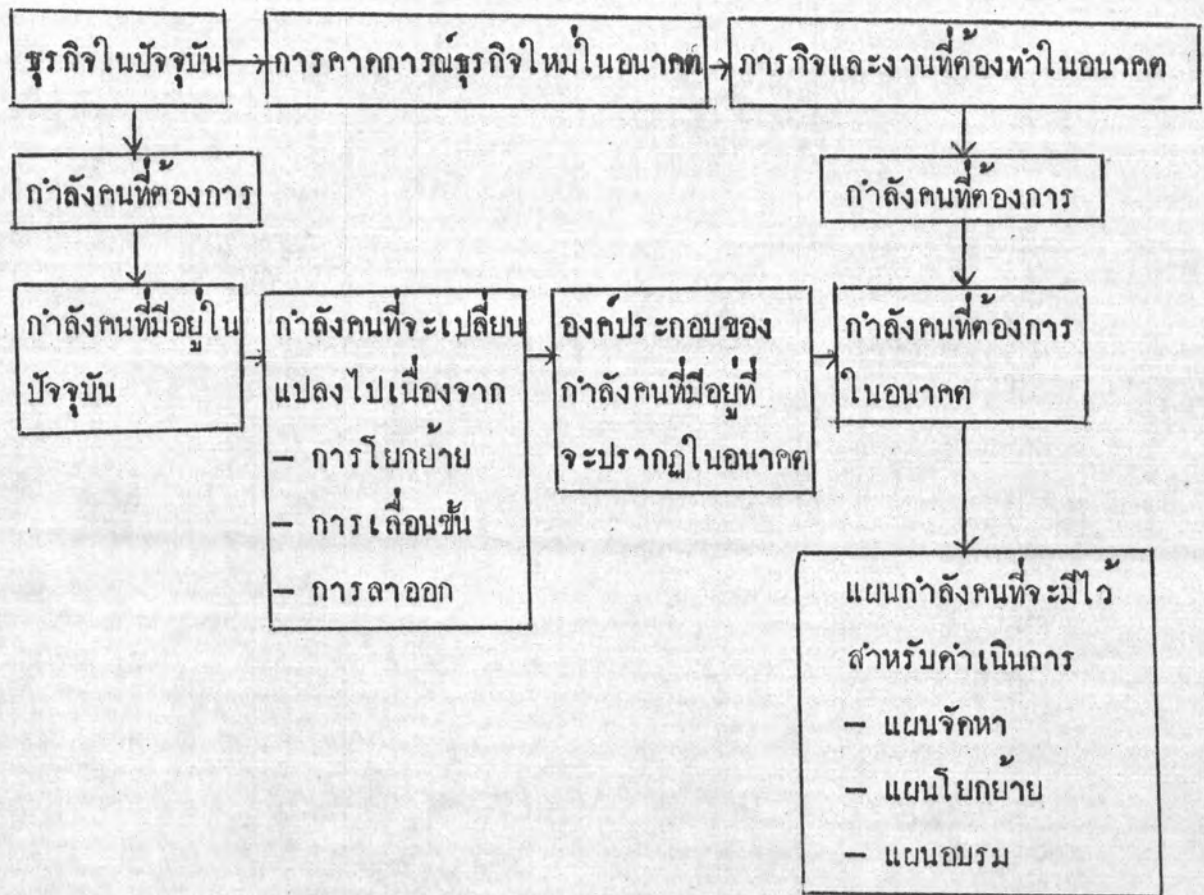 ธุรกิจในปัจจุบัน
การคาดการณ์ธุรกิจใหม่ในอนาคต
ภารกิจและงานที่ต้องทำในอนาคต
กำลังคนที่ต้องการ
กำลังคนที่ต้องการ
กำลังคนที่มีอยู่ใน
ปัจจุบัน
กำลังคนที่จะเปลี่ยน
แปลงไปเนื่องจาก
– การโยกย้าย
– การเลื่อนขั้น
– การลาออก
องค์ประกอบของ
กำลังคนที่มีอยู่ที่
จะปรากฏในอนาคต
กำลังคนที่ต้องการ
ในอนาคต
แผนกำลังคนที่จะมีไว้
สำหรับดำเนินการ
– แผนจัดหา
– แผนโยกย้าย
– แผนอบรม